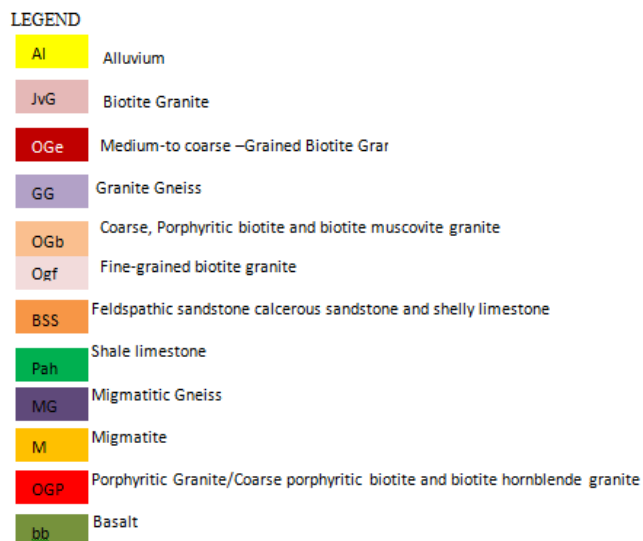 LEGEND
Al Alluvium
JvG Biotite Granite
OGe Medium-to coarse –Grained Biotite Grar
GG Granite Gneiss
OGb Coarse, Porphyritic biotite and biotite muscovite granite
Ogf Fine-grained biotite granite
BSS Feldspathic sandstone calcerous sandstone and shelly limestone
Pah Shale limestone
MG Migmatitic Gneiss
M Migmatite
OGP Porphyritic Granite/Coarse porphyritic biotite and biotite hornblende granite
bb Basalt